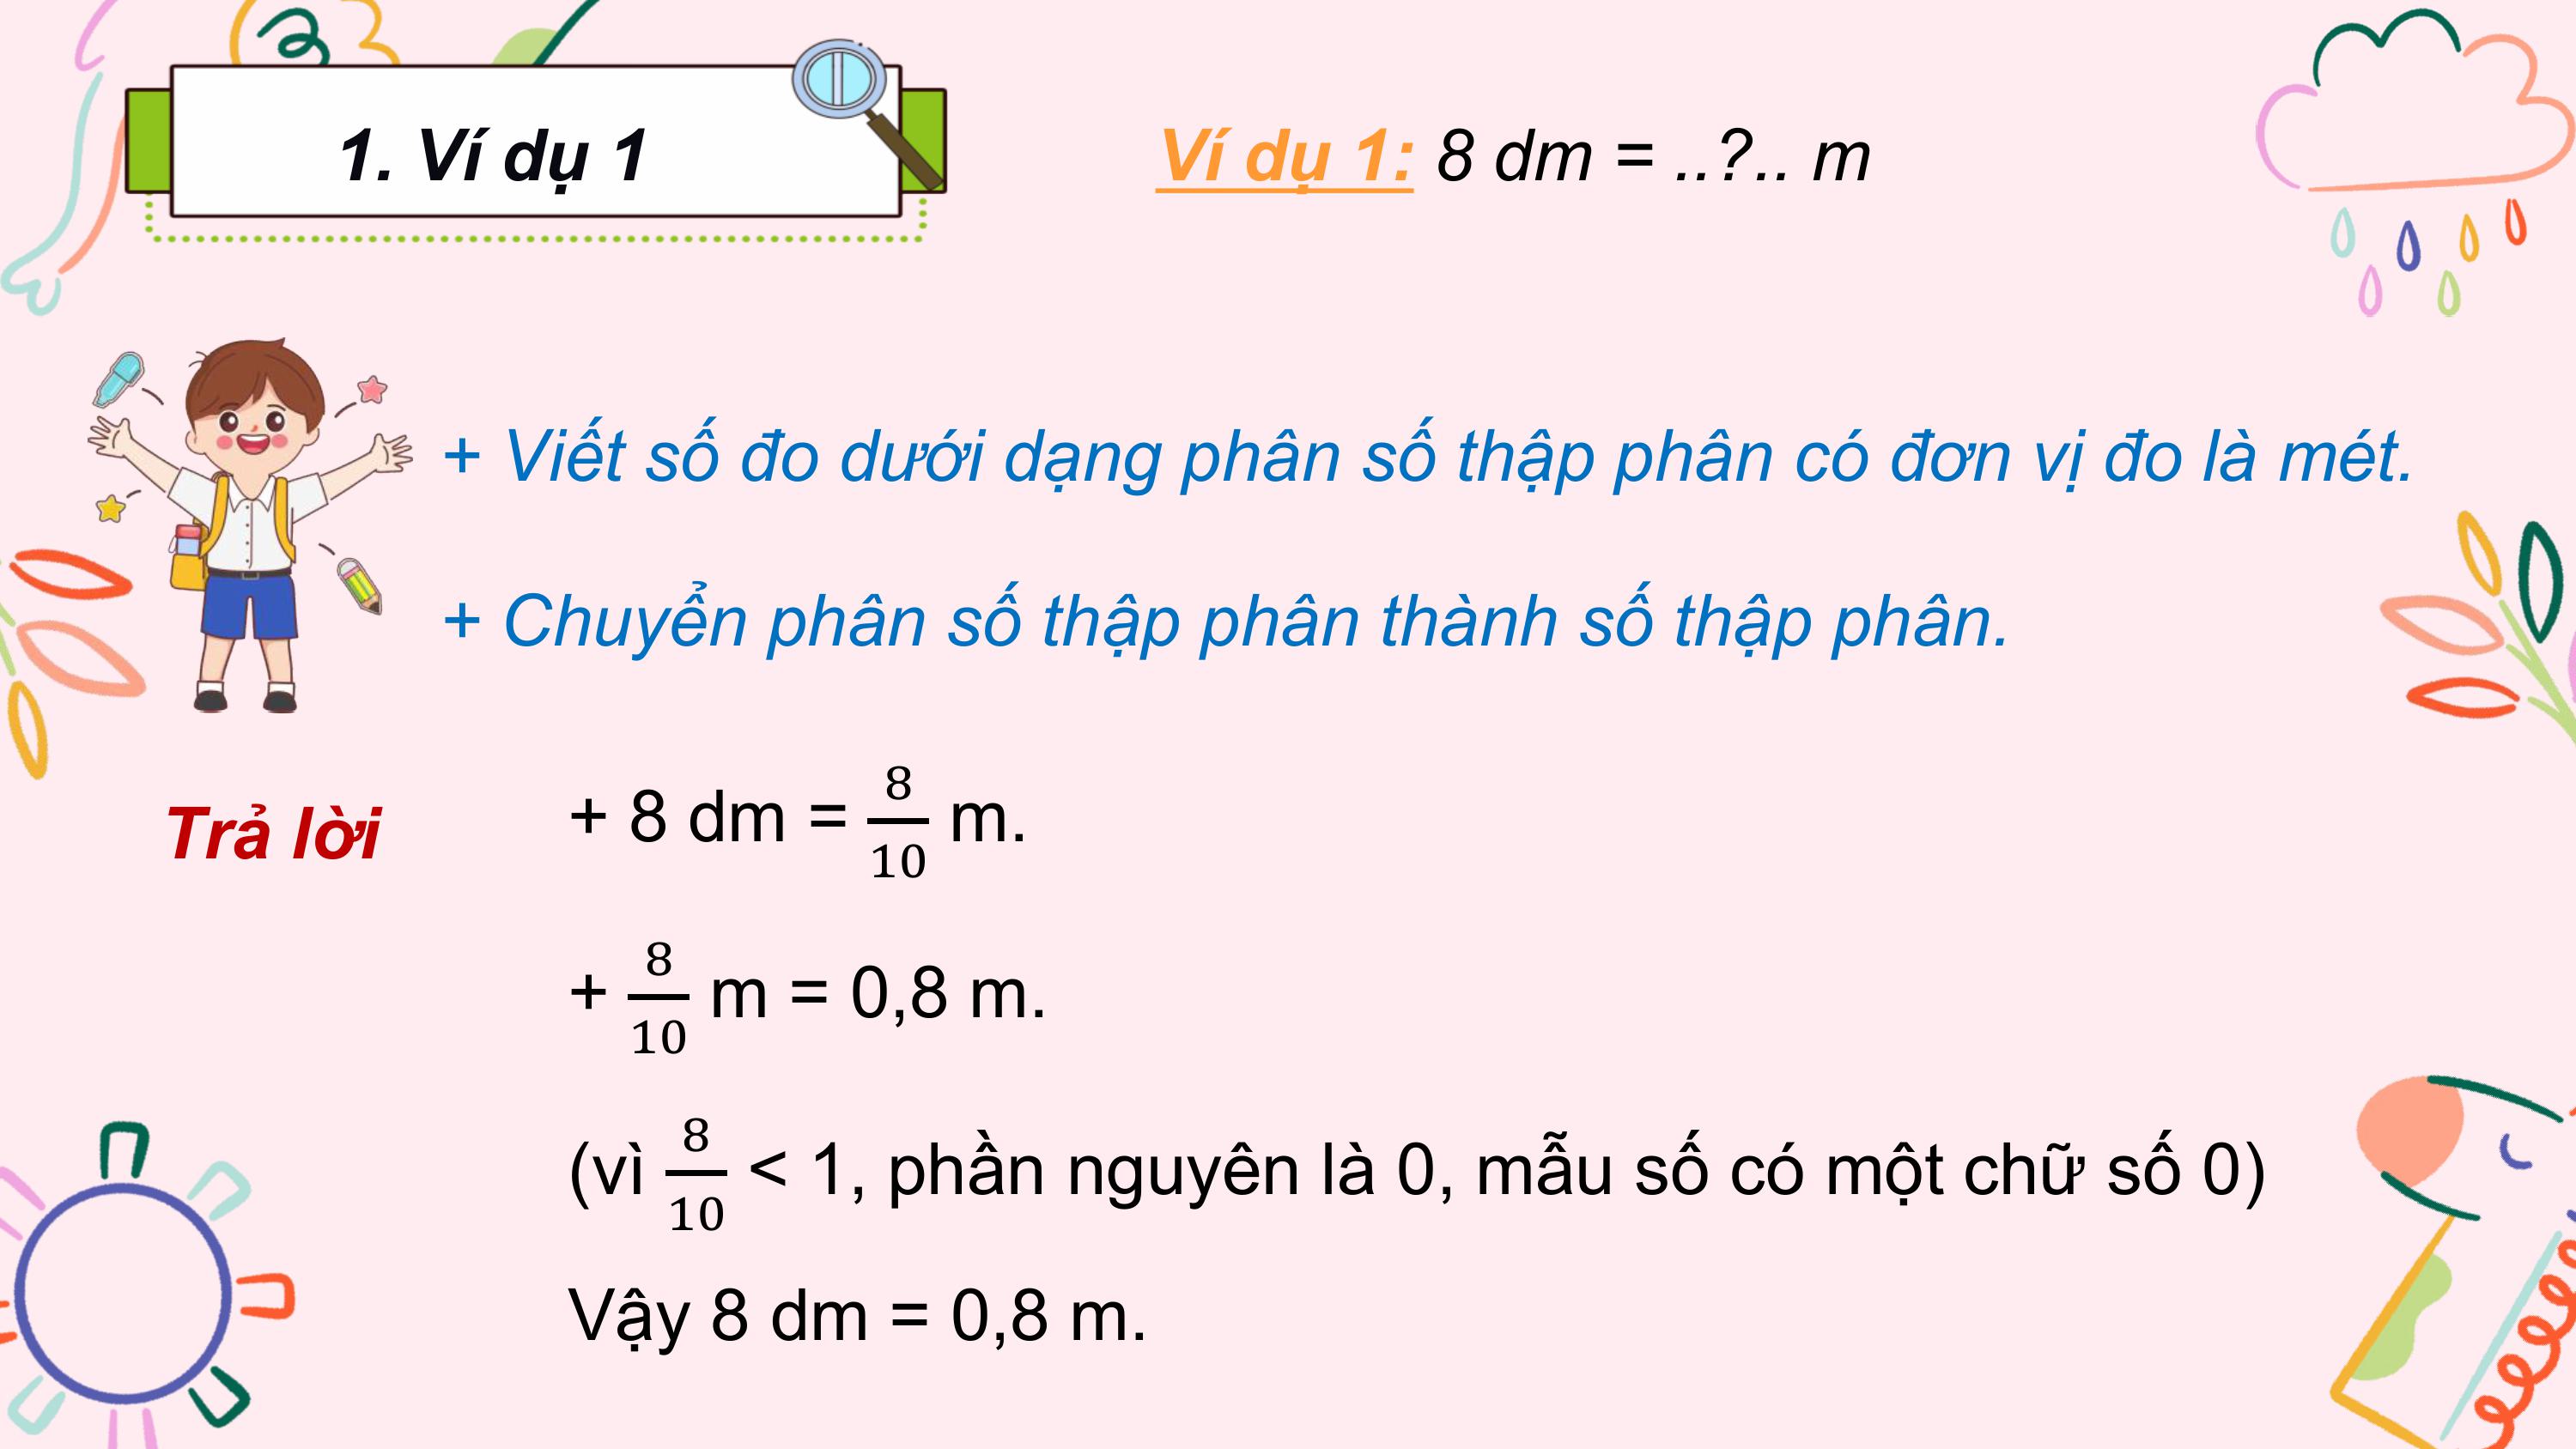 1. Ví dụ 1
Ví dụ 1: 8 dm = ..?.. m
+ Viết số đo dưới dạng phân số thập phân có đơn vị đo là mét.
+ Chuyển phân số thập phân thành số thập phân.
Trả lời
+ 8 dm = 8/10 m.
+ 8/10 m = 0,8 m.
(vì 8/10 < 1, phần nguyên là 0, mẫu số có một chữ số 0)
Vậy 8 dm = 0,8 m.